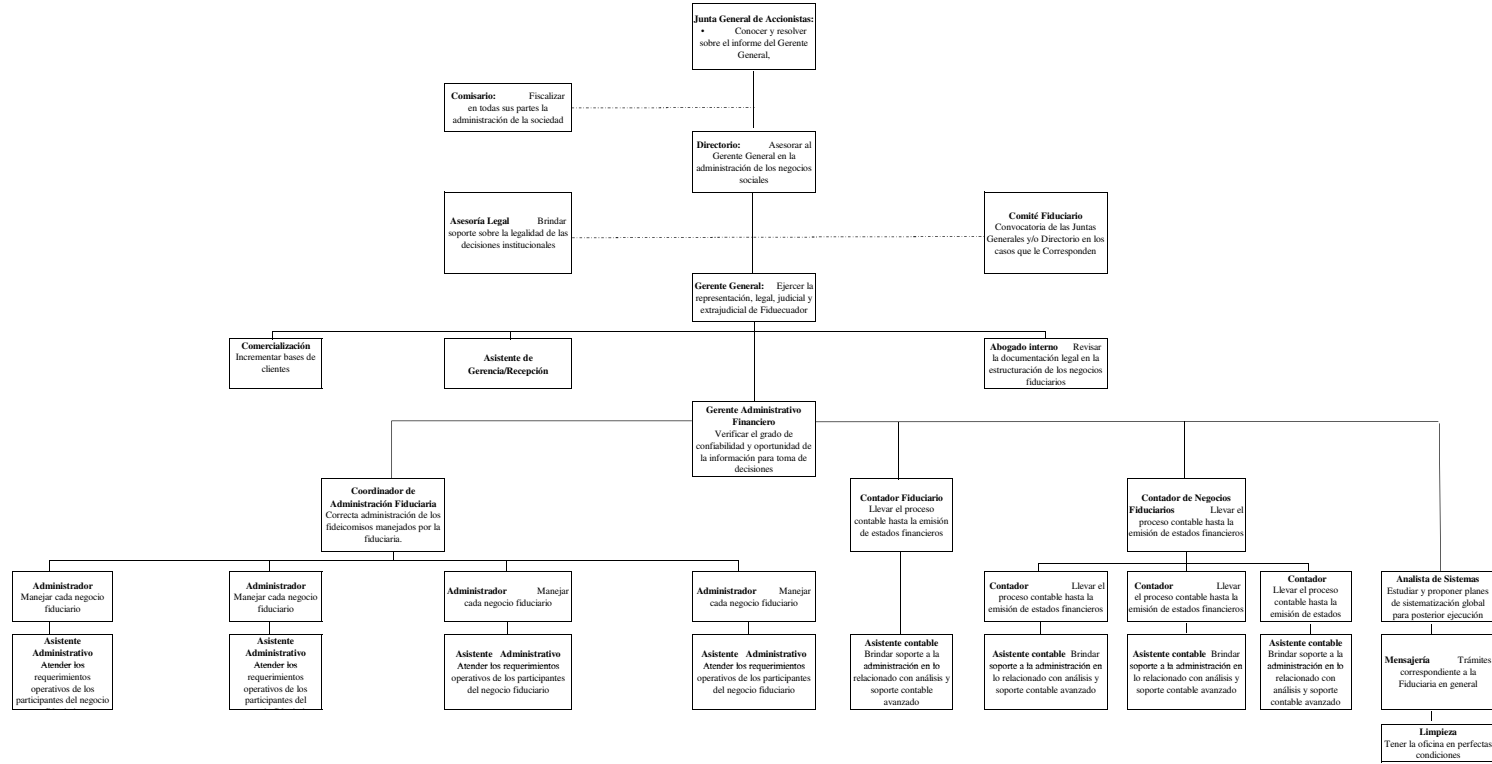 Junta General de Accionistas:
• Conocer y resolver
sobre el informe del Gerente
General,
Comisario: Fiscalizar
en todas sus partes la
administración de la sociedad
Directorio: Asesorar al
Gerente General en la
administración de los negocios
sociales
Asesoría Legal Brindar
soporte sobre la legalidad de las
decisiones institucionales
Comité Fiduciario
Convocatoria de las Juntas
Generales y/o Directorio en los
casos que le Corresponden
Gerente General: Ejercer la
representación, legal, judicial y
extrajudicial de Fiduecuador
Comercialización
Incrementar bases de
clientes
Asistente de
Gerencia/Recepción
Abogado interno Revisar
la documentación legal en la
estructuración de los negocios
fiduciarios
Gerente Administrativo
Financiero
Verificar el grado de
confiabilidad y oportunidad de
la información para toma de
decisiones
Coordinador de
Administración Fiduciaria
Correcta administración de los
fideicomisos manejados por la
fiduciaria.
Contador Fiduciario
Llevar el proceso
contable hasta la emisión
de estados financieros
Contador de Negocios
Fiduciarios Llevar el
proceso contable hasta la
emisión de estados financieros
Administrador
Manejar cada negocio
fiduciario
Administrador
Manejar cada negocio
fiduciario
Administrador Manejar
cada negocio fiduciario
Administrador Manejar
cada negocio fiduciario
Contador Llevar el
proceso contable hasta la
emisión de estados financieros
Contador Llevar
el proceso contable hasta la
emisión de estados financieros
Contador
Llevar el proceso
contable hasta la
emisión de estados
Analista de Sistemas
Estudiar y proponer planes
de sistematización global
para posterior ejecución
Asistente
Administrativo
Atender los
requerimientos
operativos de los
participantes del negocio
Asistente
Administrativo
Atender los
requerimientos
operativos de los
participantes del
Asistente Administrativo
Atender los requerimientos
operativos de los participantes
del negocio fiduciario
Asistente Administrativo
Atender los requerimientos
operativos de los participantes
del negocio fiduciario
Asistente contable
Brindar soporte a la
administración en lo
relacionado con análisis y
soporte contable
avanzado
Asistente contable Brindar
soporte a la administración en
lo relacionado con análisis y
soporte contable avanzado
Asistente contable Brindar
soporte a la administración en
lo relacionado con análisis y
soporte contable avanzado
Asistente contable
Brindar soporte a la
administración en lo
relacionado con
análisis y soporte
contable avanzado
Mensajería Trámites
correspondiente a la
Fiduciaria en general
Limpieza
Tener la oficina en perfectas
condiciones